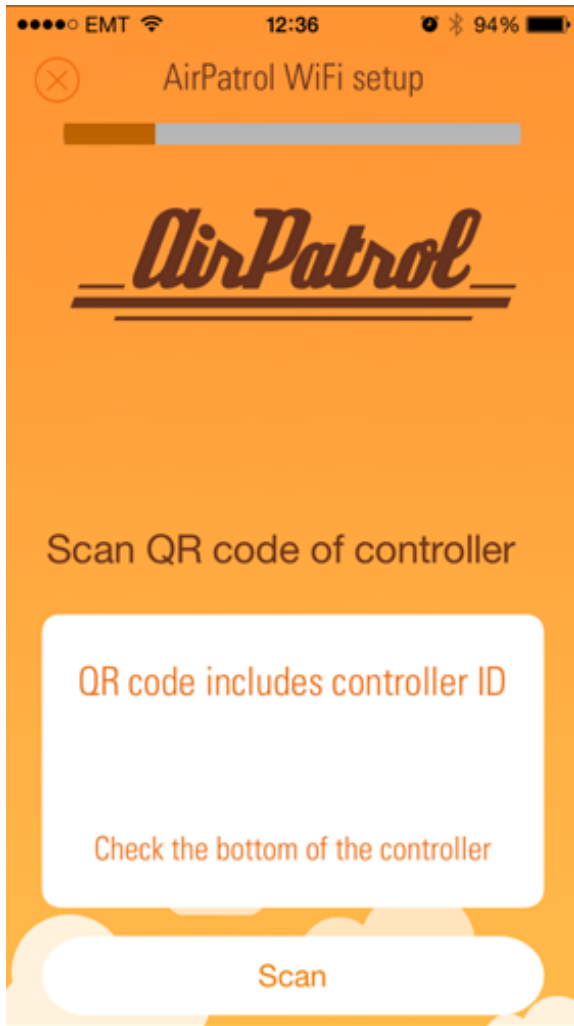 EMT 12:36 94%
AirPatrol WiFi setup
AirPatrol
Scan QR code of controller
QR code includes controller ID
Check the bottom of the controller
Scan